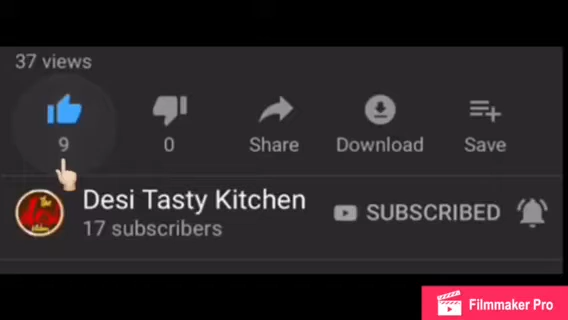 37 views
9
0
Share
Download
Save
Desi Tasty Kitchen
SUBSCRIBED
17 subscribers
Filmmaker Pro